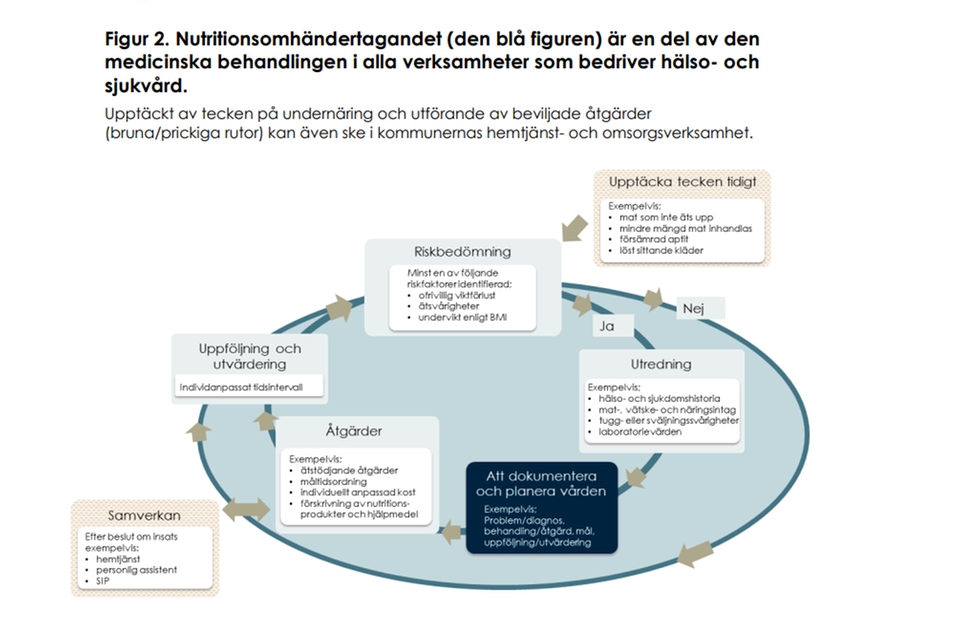 Figur 2. Nutritionsomhändertagandet (den blå figuren) är en del av den
medicinska behandlingen i alla verksamheter som bedriver hälso- och
sjukvård.
Upptäckt av tecken på undernäring och utförande av beviljade åtgärder
(bruna/prickiga rutor) kan även ske i kommunernas hemtjänst- och omsorgsverksamhet.
Upptäcka tecken tidigt
Exempelvis:
• mat som inte äts upp
• mindre mängd mat inhandlas
• försämrad aptit
• löst sittande kläder
Riskbedömning
Minst en av följande
riskfaktorer identifierad:
• ofrivillig viktförlust
• ätsvårigheter
• undervikt enligt BMI
Nej
Ja
Utredning
Exempelvis:
• hälso- och sjukdomshistoria
• mat-, vätske- och näringsintag
• tugg- eller sväljningssvårigheter
• laboratorievärden
Att dokumentera
och planera vården
Exempelvis:
Problem/diagnos,
behandling/åtgärd, mål,
uppföljning/utvärdering
Åtgärder
Exempelvis:
• ätstödjande åtgärder
• måltidsordning
• individuellt anpassad kost
• förskrivning av nutritions-
produkter och hjälpmedel
Uppföljning och
utvärdering
Individanpassat tidsintervall
Samverkan
Efter beslut om insats
exempelvis:
• hemtjänst
• personlig assistent
• SIP